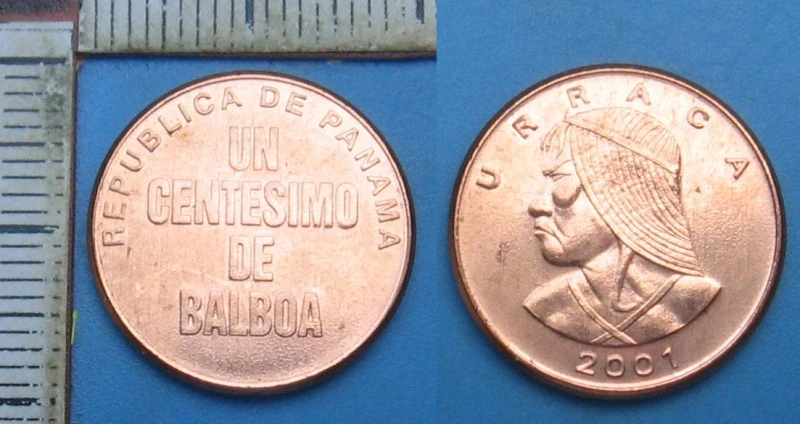 REPUBLICA DE PANAMA
UN
CENTESIMO
DE
BALBOA
URRACA
2001